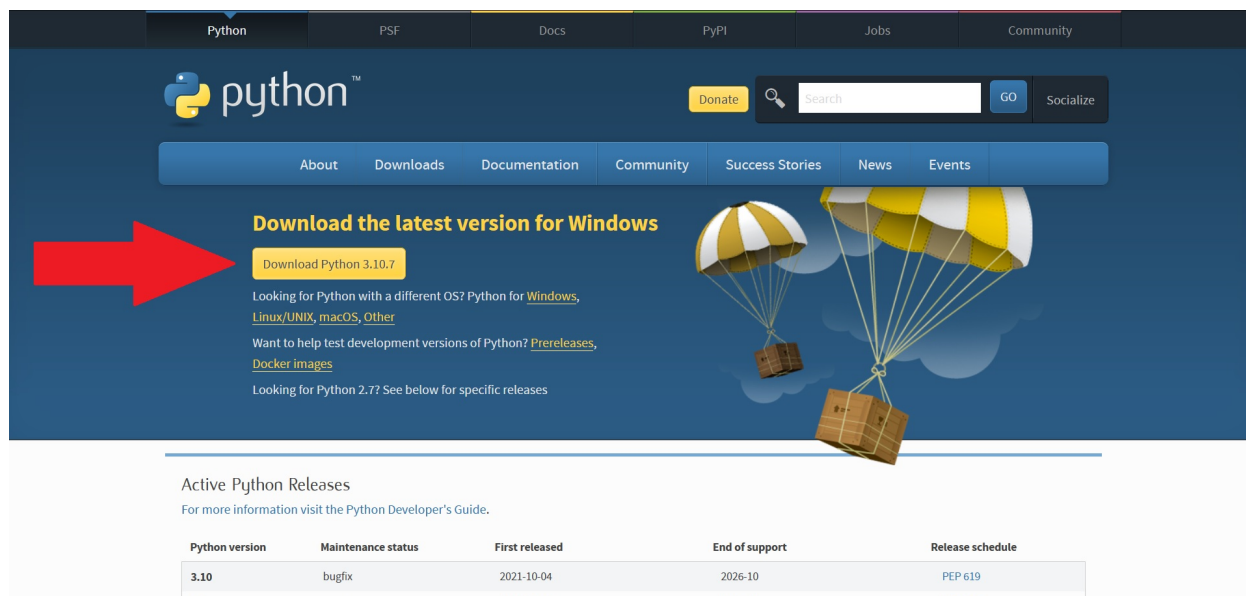 Python PSF Docs PyPI Jobs Community
python™
Donate Search GO Socialize
About Downloads Documentation Community Success Stories News Events
Download the latest version for Windows
Download Python 3.10.7
Looking for Python with a different OS? Python for Windows,
Linux/UNIX, macOS, Other
Want to help test development versions of Python? Prereleases,
Docker images
Looking for Python 2.7? See below for specific releases
Active Python Releases
For more information visit the Python Developer's Guide.
Python version Maintenance status First released End of support Release schedule
3.10 bugfix 2021-10-04 2026-10 PEP 619